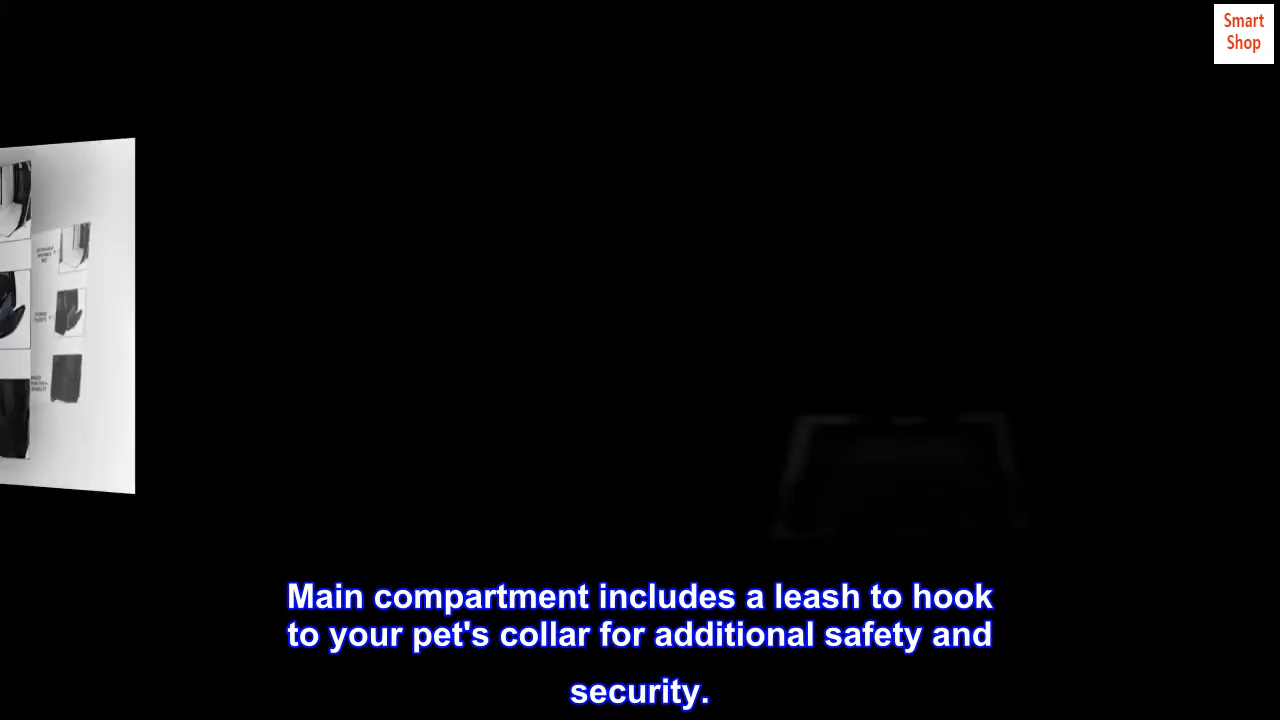 Smart
Shop
Main compartment includes a leash to hook
to your pet's collar for additional safety and
security.